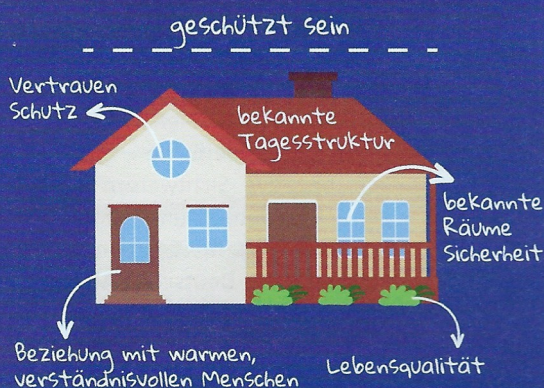 geschützt sein
Vertrauen
Schutz
bekannte
Tagesstruktur
bekannte
Räume
Sicherheit
Beziehung mit warmen,
verständnisvollen Menschen
Lebensqualität